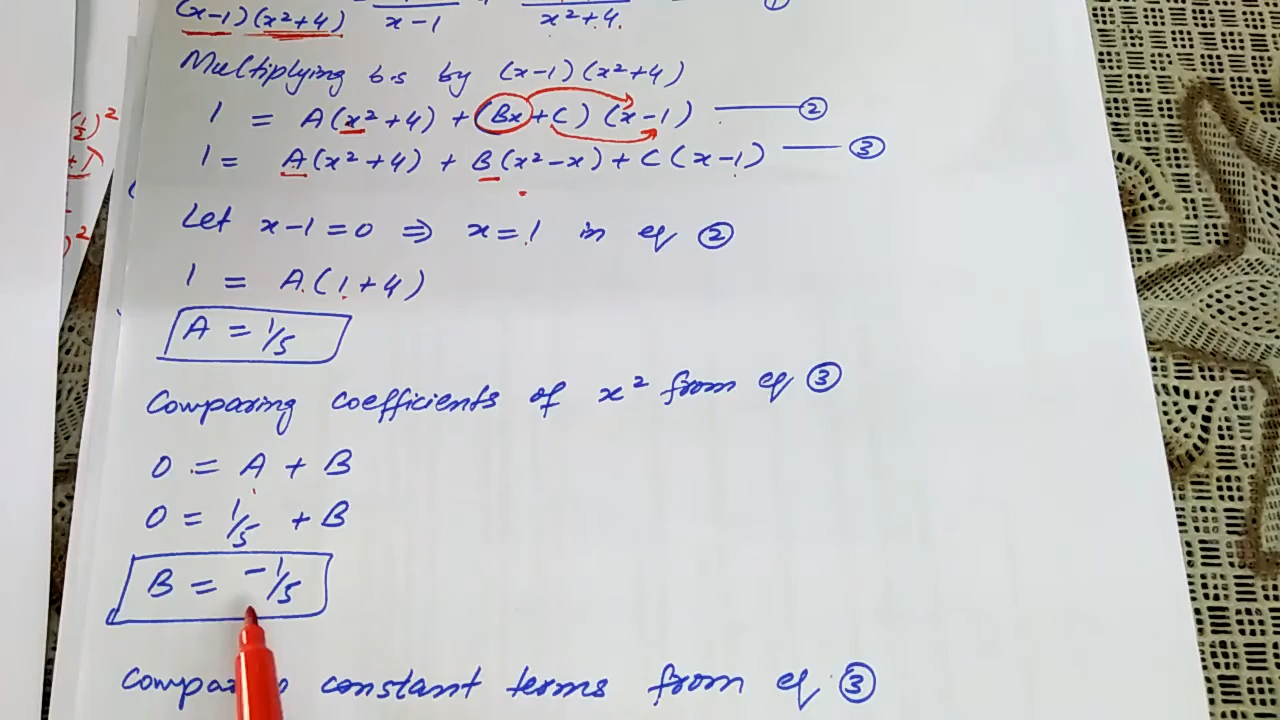 (x-1)(x²+4) x-1 x²+4
Multiplying b.s by (x-1)(x²+4)
1 = A(x²+4) + (Bx+C)(x-1) — ②
1 = A(x²+4) + B(x²-x) + C(x-1) — ③
Let x-1=0 ⇒ x=1 in eq ②
1 = A(1+4)
A = 1/5
Comparing coefficients of x² from eq ③
0 = A + B
0 = 1/5 + B
B = -1/5
constant terms from eq ③